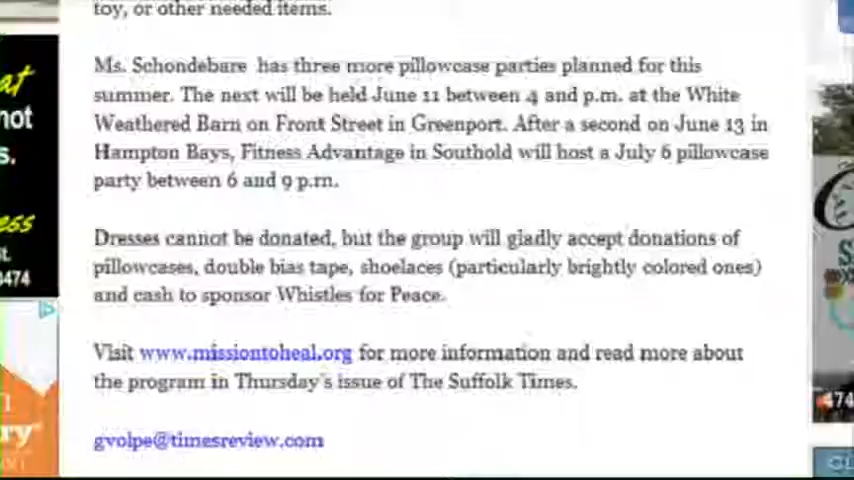 toy, or other needed items.
Ms. Schondebare has three more pillowcase parties planned for this
summer. The next will be held June 11 between 4 and p.m. at the White
Weathered Barn on Front Street in Greenport. After a second on June 13 in
Hampton Bays, Fitness Advantage in Southold will host a July 6 pillowcase
party between 6 and 9 p.m.
Dresses cannot be donated, but the group will gladly accept donations of
pillowcases, double bias tape, shoelaces (particularly brightly colored ones)
and cash to sponsor Whistles for Peace.
Visit www.missiontoheal.org for more information and read more about
the program in Thursday's issue of The Suffolk Times.
gvolpe@timesreview.com